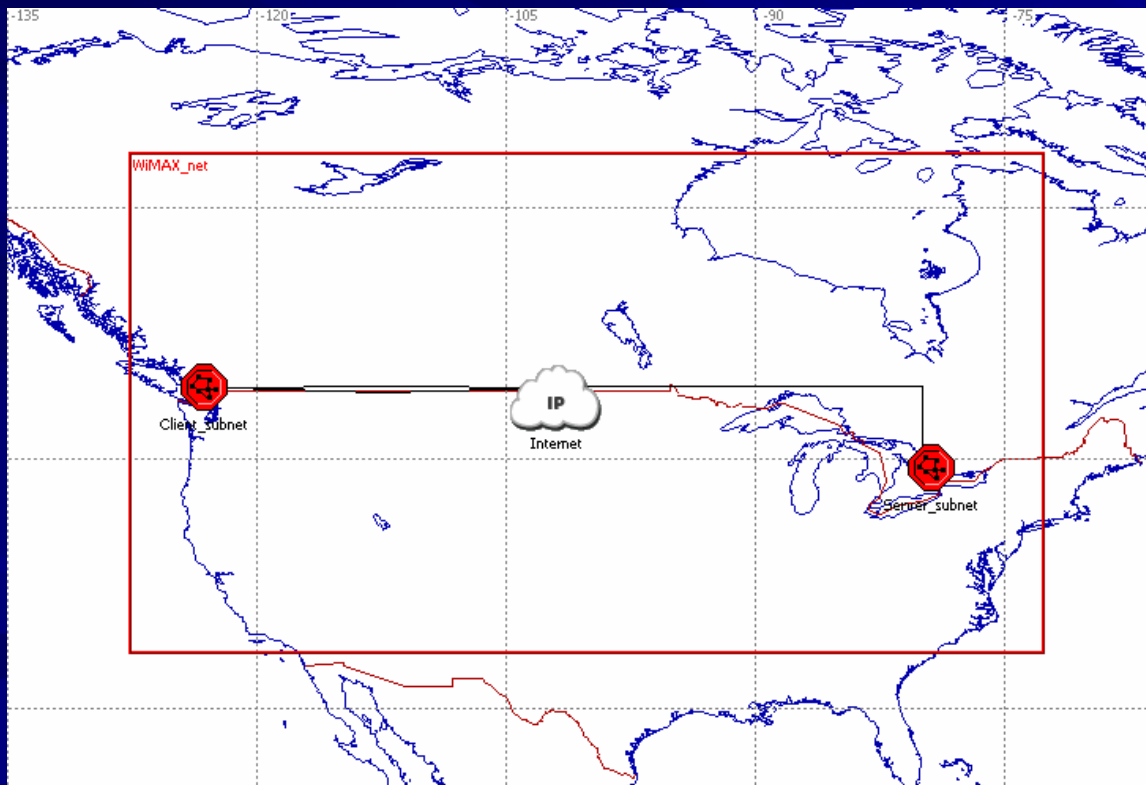 -135
-120
-105
-90
-75
WiMAX_net
IP
Client_subnet
Internet
Server_subnet